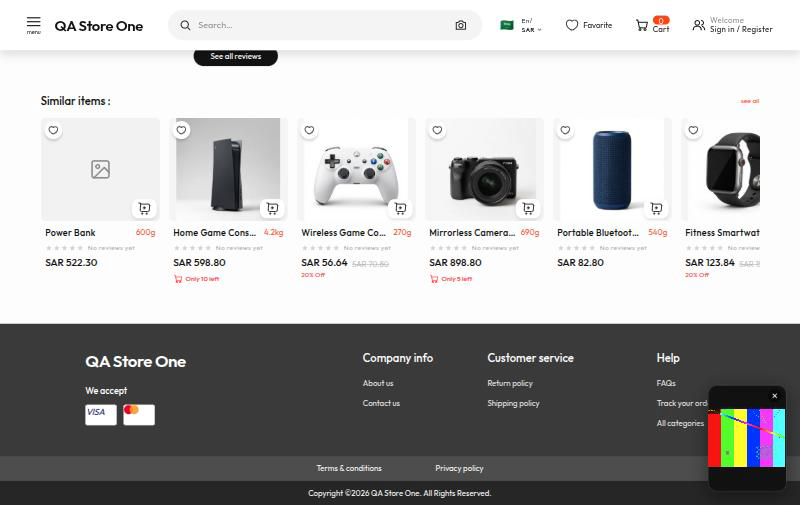 menu
QA Store One
Search...
En/
SAR
Favorite
0
Cart
Welcome
Sign in / Register
See all reviews
Similar items :
see all
Power Bank 600g
No reviews yet
SAR 522.30
Home Game Cons... 4.2kg
No reviews yet
SAR 598.80
Only 10 left
Wireless Game Co... 270g
No reviews yet
SAR 56.64 SAR 70.80
20% Off
Mirrorless Camera... 690g
No reviews yet
SAR 898.80
Only 5 left
Portable Bluetoot... 540g
No reviews yet
SAR 82.80
Fitness Smartwat
No review
SAR 123.84 SAR
20% Off
QA Store One
We accept
VISA
Company info
About us
Contact us
Customer service
Return policy
Shipping policy
Help
FAQs
Track your ord
All categories
Terms & conditions
Privacy policy
Copyright ©2026 QA Store One. All Rights Reserved.